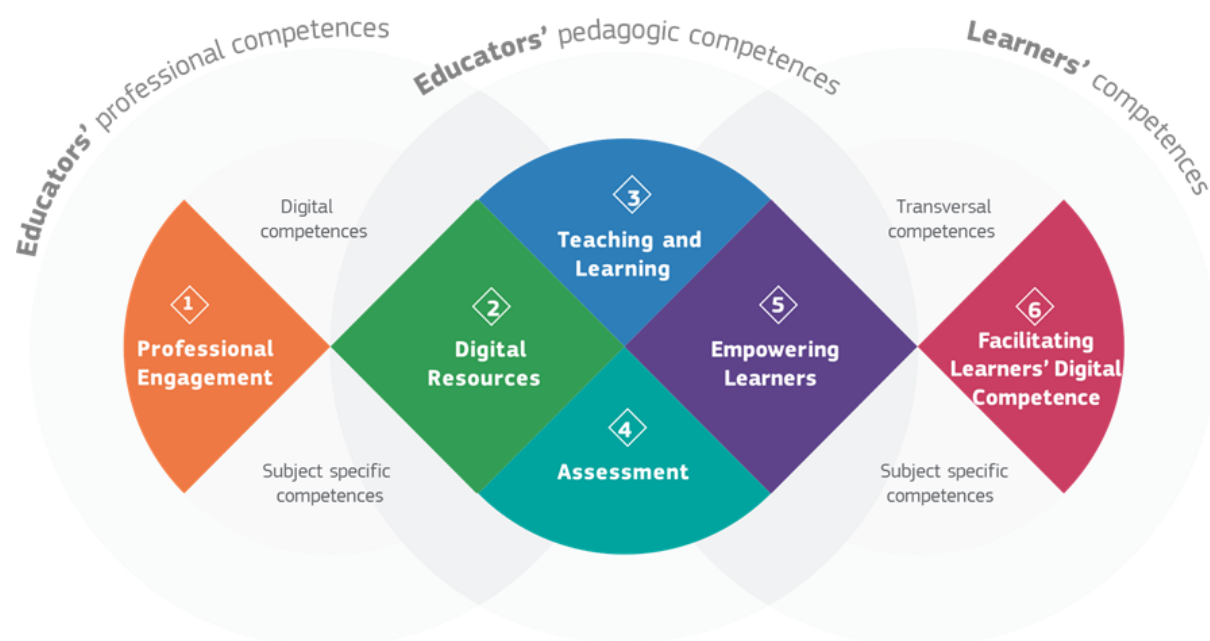 Educators' professional competences
Educators' pedagogic competences
Learners' competences
Digital
competences
Transversal
competences
1
Professional
Engagement
2
Digital
Resources
3
Teaching and
Learning
4
Assessment
5
Empowering
Learners
6
Facilitating
Learners' Digital
Competence
Subject specific
competences
Subject specific
competences